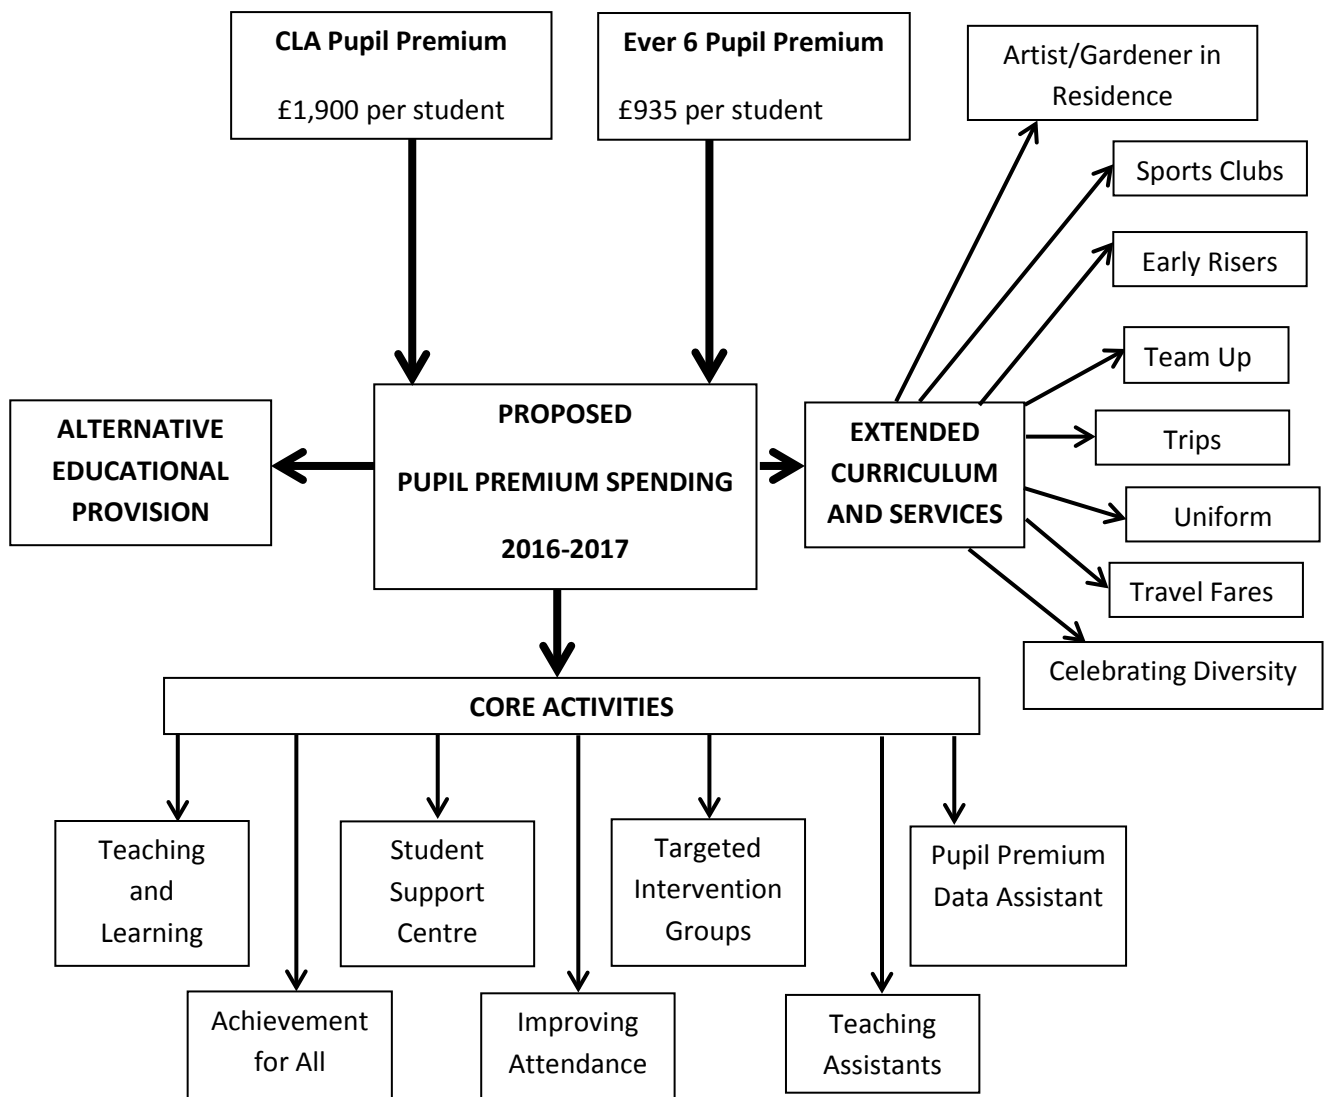 CLA Pupil Premium
£1,900 per student
Ever 6 Pupil Premium
£935 per student
Artist/Gardener in
Residence
Sports Clubs
Early Risers
Team Up
Trips
Uniform
Travel Fares
Celebrating Diversity
ALTERNATIVE
EDUCATIONAL
PROVISION
PROPOSED
PUPIL PREMIUM SPENDING
2016-2017
EXTENDED
CURRICULUM
AND SERVICES
CORE ACTIVITIES
Teaching
and
Learning
Student
Support
Centre
Targeted
Intervention
Groups
Pupil Premium
Data Assistant
Achievement
for All
Improving
Attendance
Teaching
Assistants